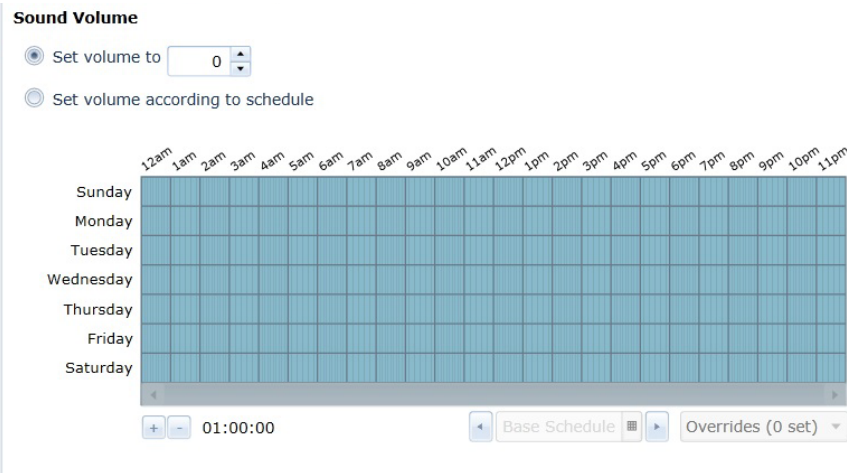 Sound Volume
Set volume to 0
Set volume according to schedule
12am 1am 2am 3am 4am 5am 6am 7am 8am 9am 10am 11am 12pm 1pm 2pm 3pm 4pm 5pm 6pm 7pm 8pm 9pm 10pm 11pm
Sunday
Monday
Tuesday
Wednesday
Thursday
Friday
Saturday
+ - 01:00:00 Base Schedule Overrides (0 set)